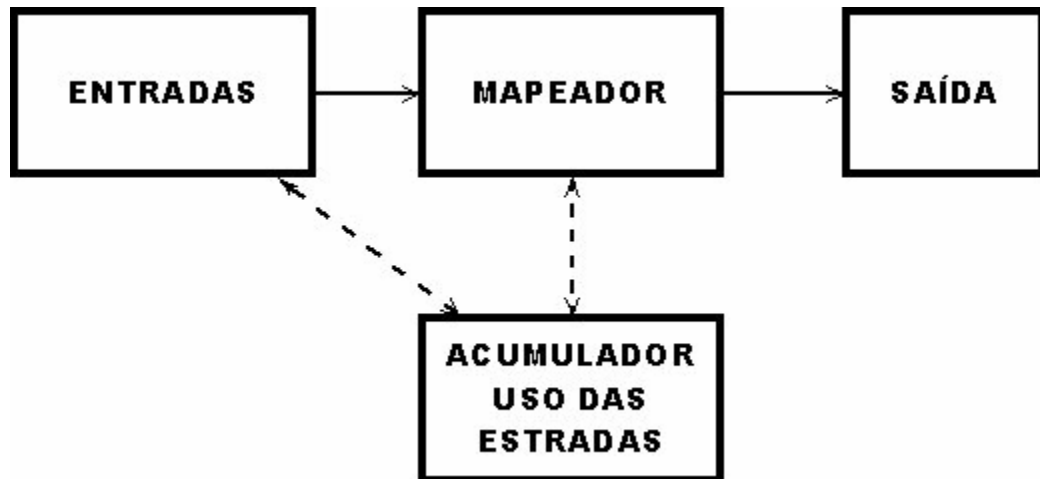 ENTRADAS
MAPEADOR
SAÍDA
ACUMULADOR
USO DAS
ESTRADAS